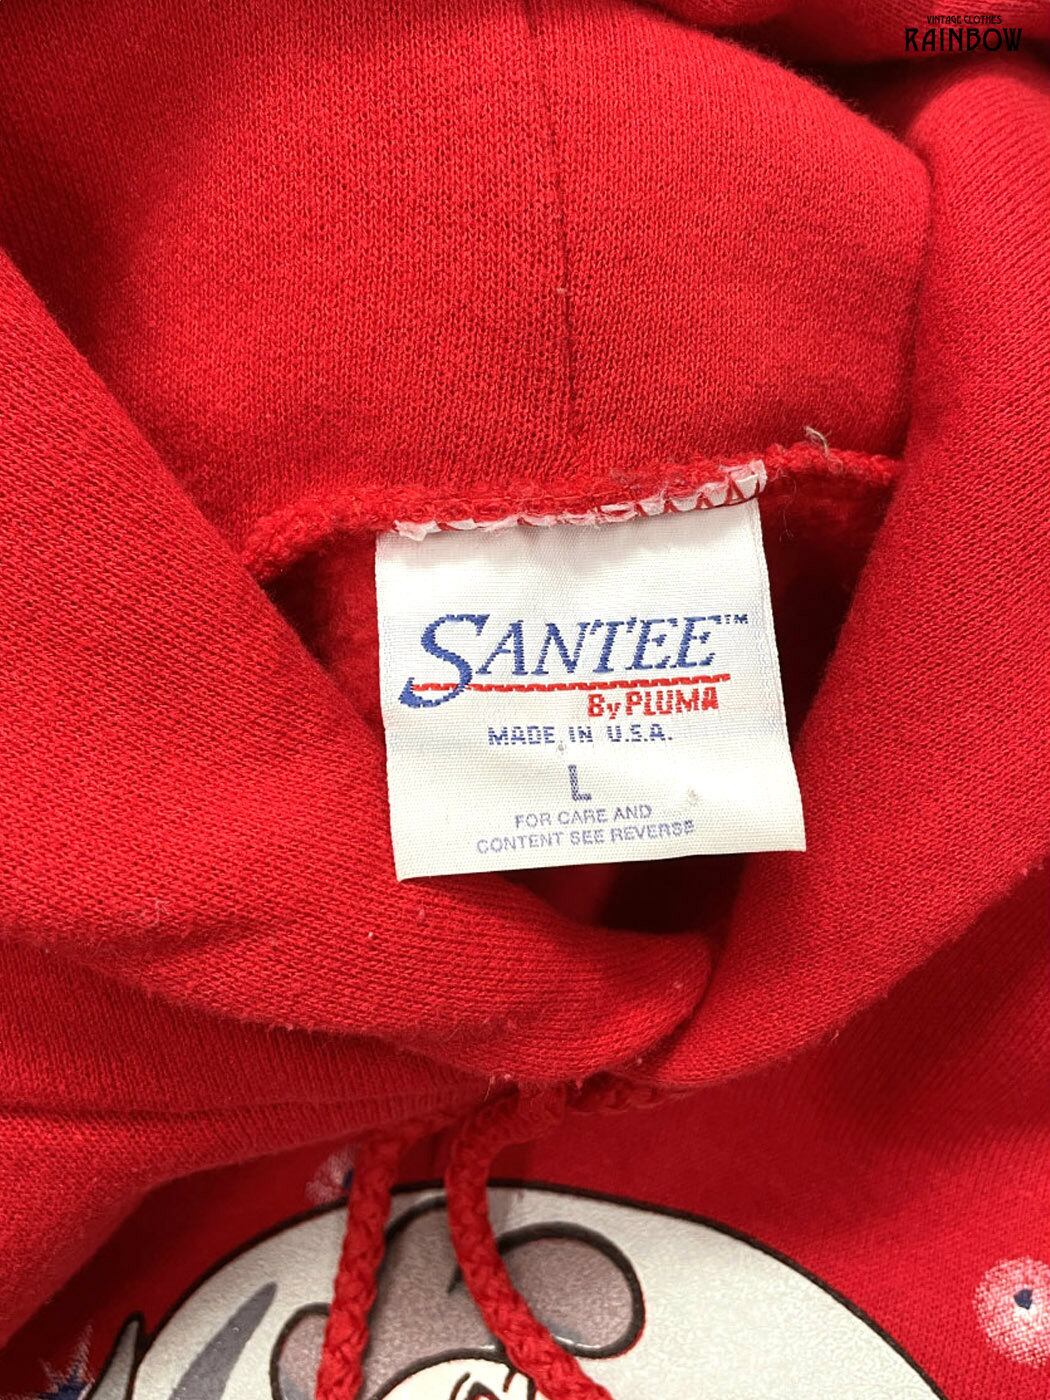 VINTAGE CLOTHES
RAINBOW
SANTEE™
By PLUMA
MADE IN U.S.A.
L
FOR CARE AND
CONTENT SEE REVERSE